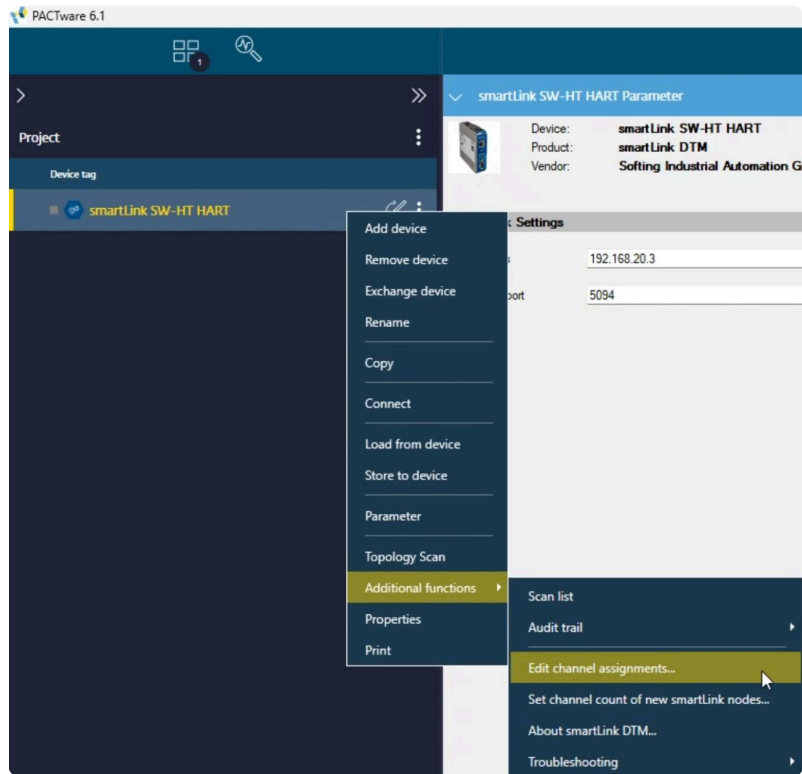 PACTware 6.1
1
smartLink SW-HT HART Parameter
Project
Device tag
smartLink SW-HT HART
Device: smartLink SW-HT HART
Product: smartLink DTM
Vendor: Softing Industrial Automation G
Settings
192.168.20.3
port 5094
Add device
Remove device
Exchange device
Rename
Copy
Connect
Load from device
Store to device
Parameter
Topology Scan
Additional functions
Properties
Print
Scan list
Audit trail
Edit channel assignments...
Set channel count of new smartLink nodes...
About smartLink DTM...
Troubleshooting